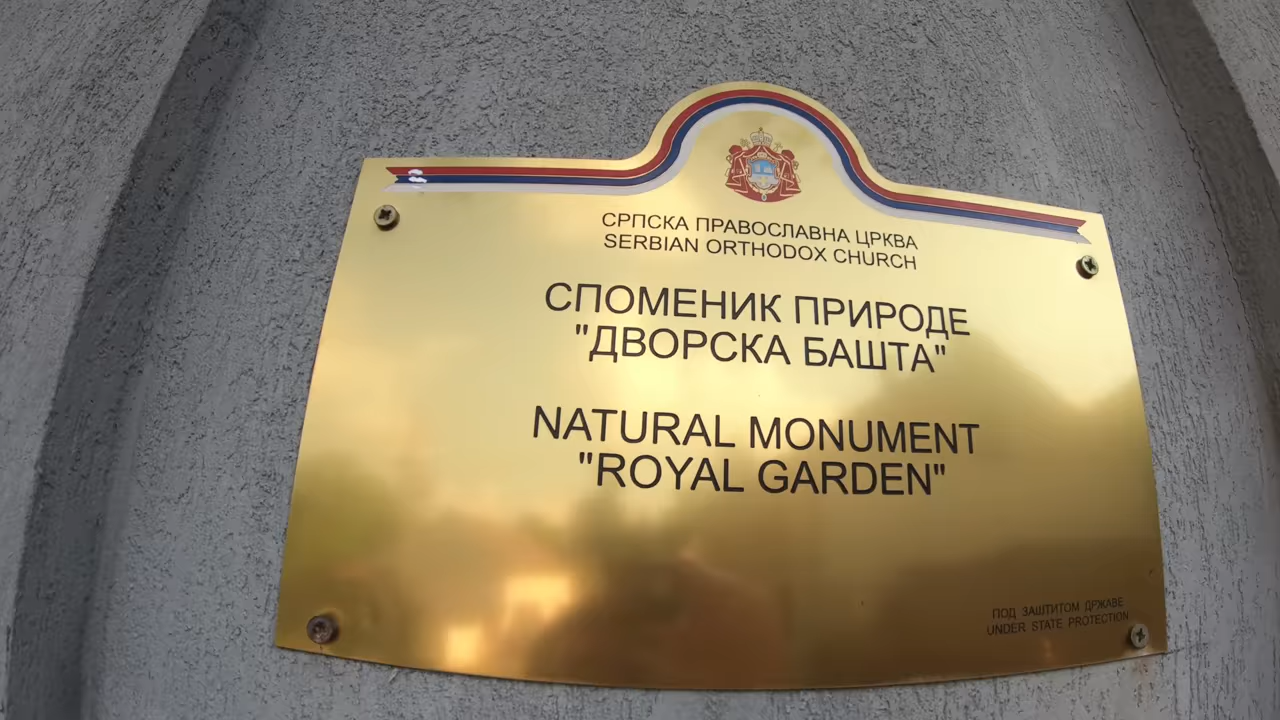 СРПСКА ПРАВОСЛАВНА ЦРКВА
SERBIAN ORTHODOX CHURCH
СПОМЕНИК ПРИРОДЕ
"ДВОРСКА БАШТА"
NATURAL MONUMENT
"ROYAL GARDEN"
ПОД ЗАШТИТОМ ДРЖАВЕ
UNDER STATE PROTECTION